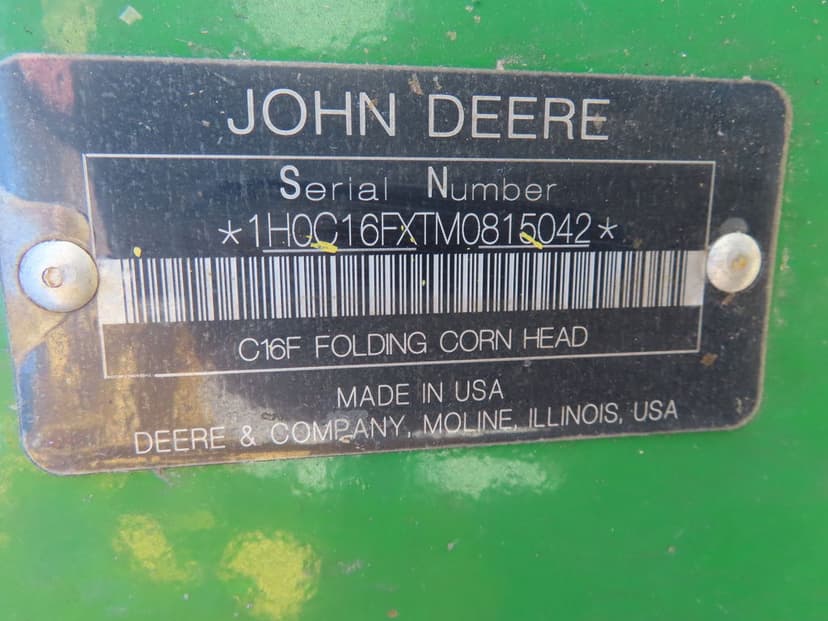 JOHN DEERE
Serial Number
*1H0C16FXTM0815042*
C16F FOLDING CORN HEAD
MADE IN USA
DEERE & COMPANY, MOLINE, ILLINOIS, USA